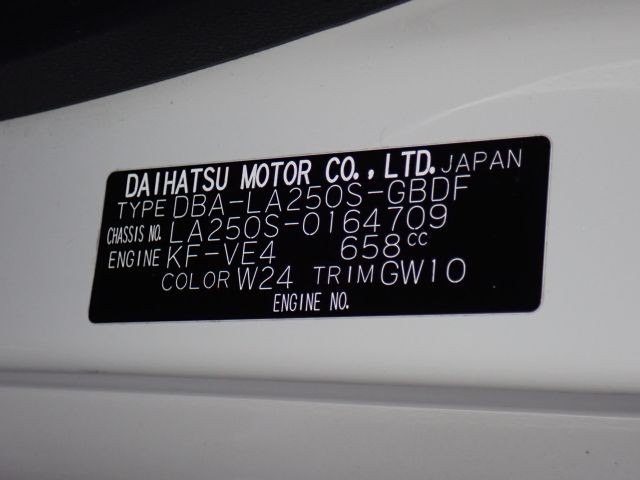 DAIHATSU MOTOR CO., LTD. JAPAN
TYPE DBA-LA250S-GBDF
CHASSIS NO. LA250S-0164709
ENGINE KF-VE4 658cc
COLOR W24 TRIM GW10
ENGINE NO.